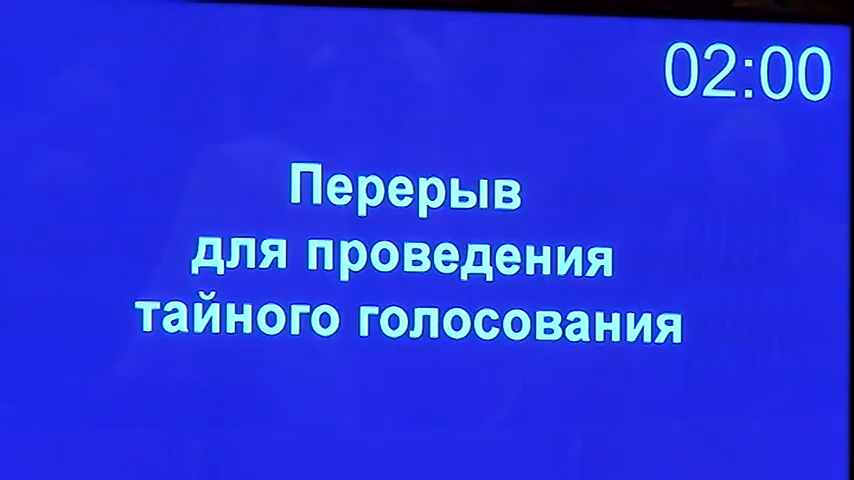 02:00
Перерыв
для проведения
тайного голосования